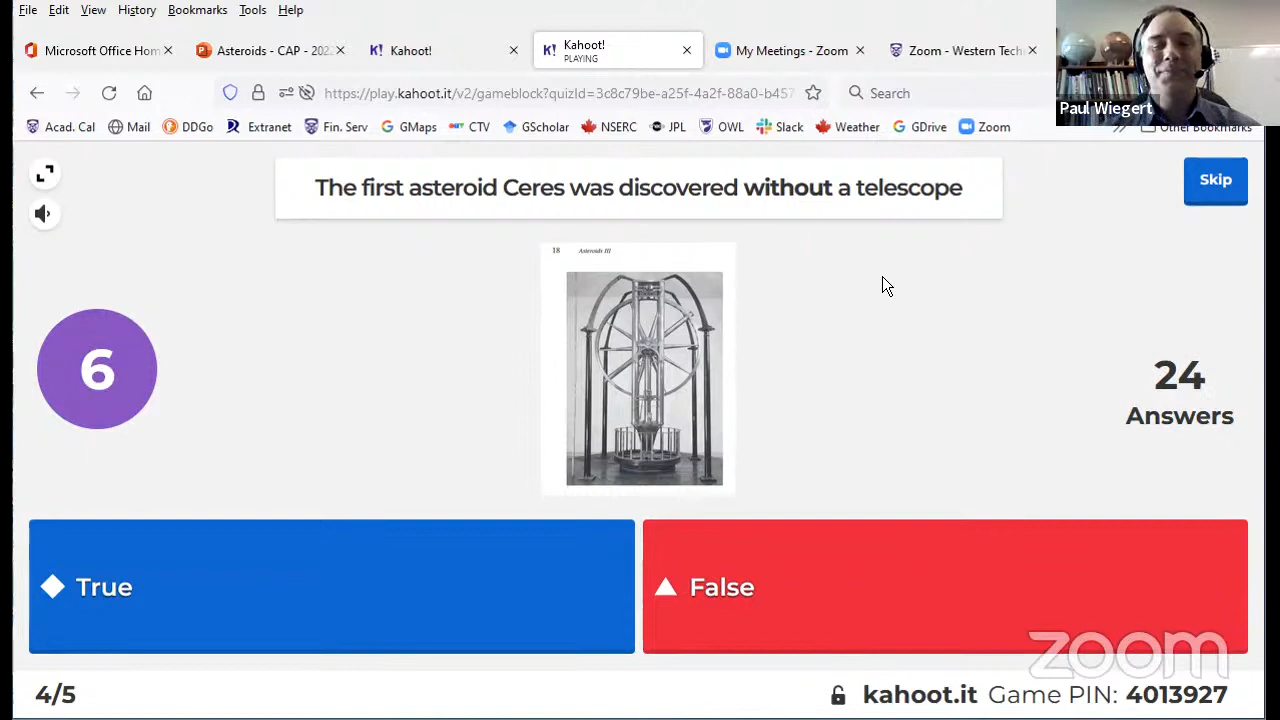 File Edit View History Bookmarks Tools Help
Microsoft Office Hom
Asteroids - CAP - 202
Kahoot!
Kahoot!
PLAYING
My Meetings - Zoom
Zoom - Western Tech
https://play.kahoot.it/v2/gameblock?quizId=3c8c79be-a25f-4a2f-88a0-b457
Search
Paul Wiegert
Acad. Cal Mail DDGo Extranet Fin. Serv GMaps CTV GScholar NSERC JPL OWL Slack Weather GDrive Zoom
Other Bookmarks
The first asteroid Ceres was discovered without a telescope
Skip
18 Asteroids III
6
24
Answers
True
False
zoom
4/5
kahoot.it Game PIN: 4013927